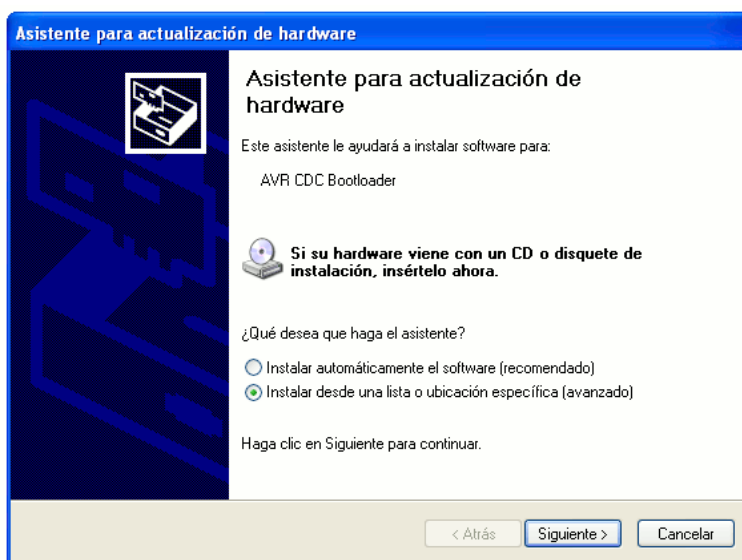 Asistente para actualización de hardware
Asistente para actualización de
hardware
Este asistente le ayudará a instalar software para:
AVR CDC Bootloader
Si su hardware viene con un CD o disquete de
instalación, insértelo ahora.
¿Qué desea que haga el asistente?
Instalar automáticamente el software (recomendado)
Instalar desde una lista o ubicación específica (avanzado)
Haga clic en Siguiente para continuar.
< Atrás Siguiente > Cancelar